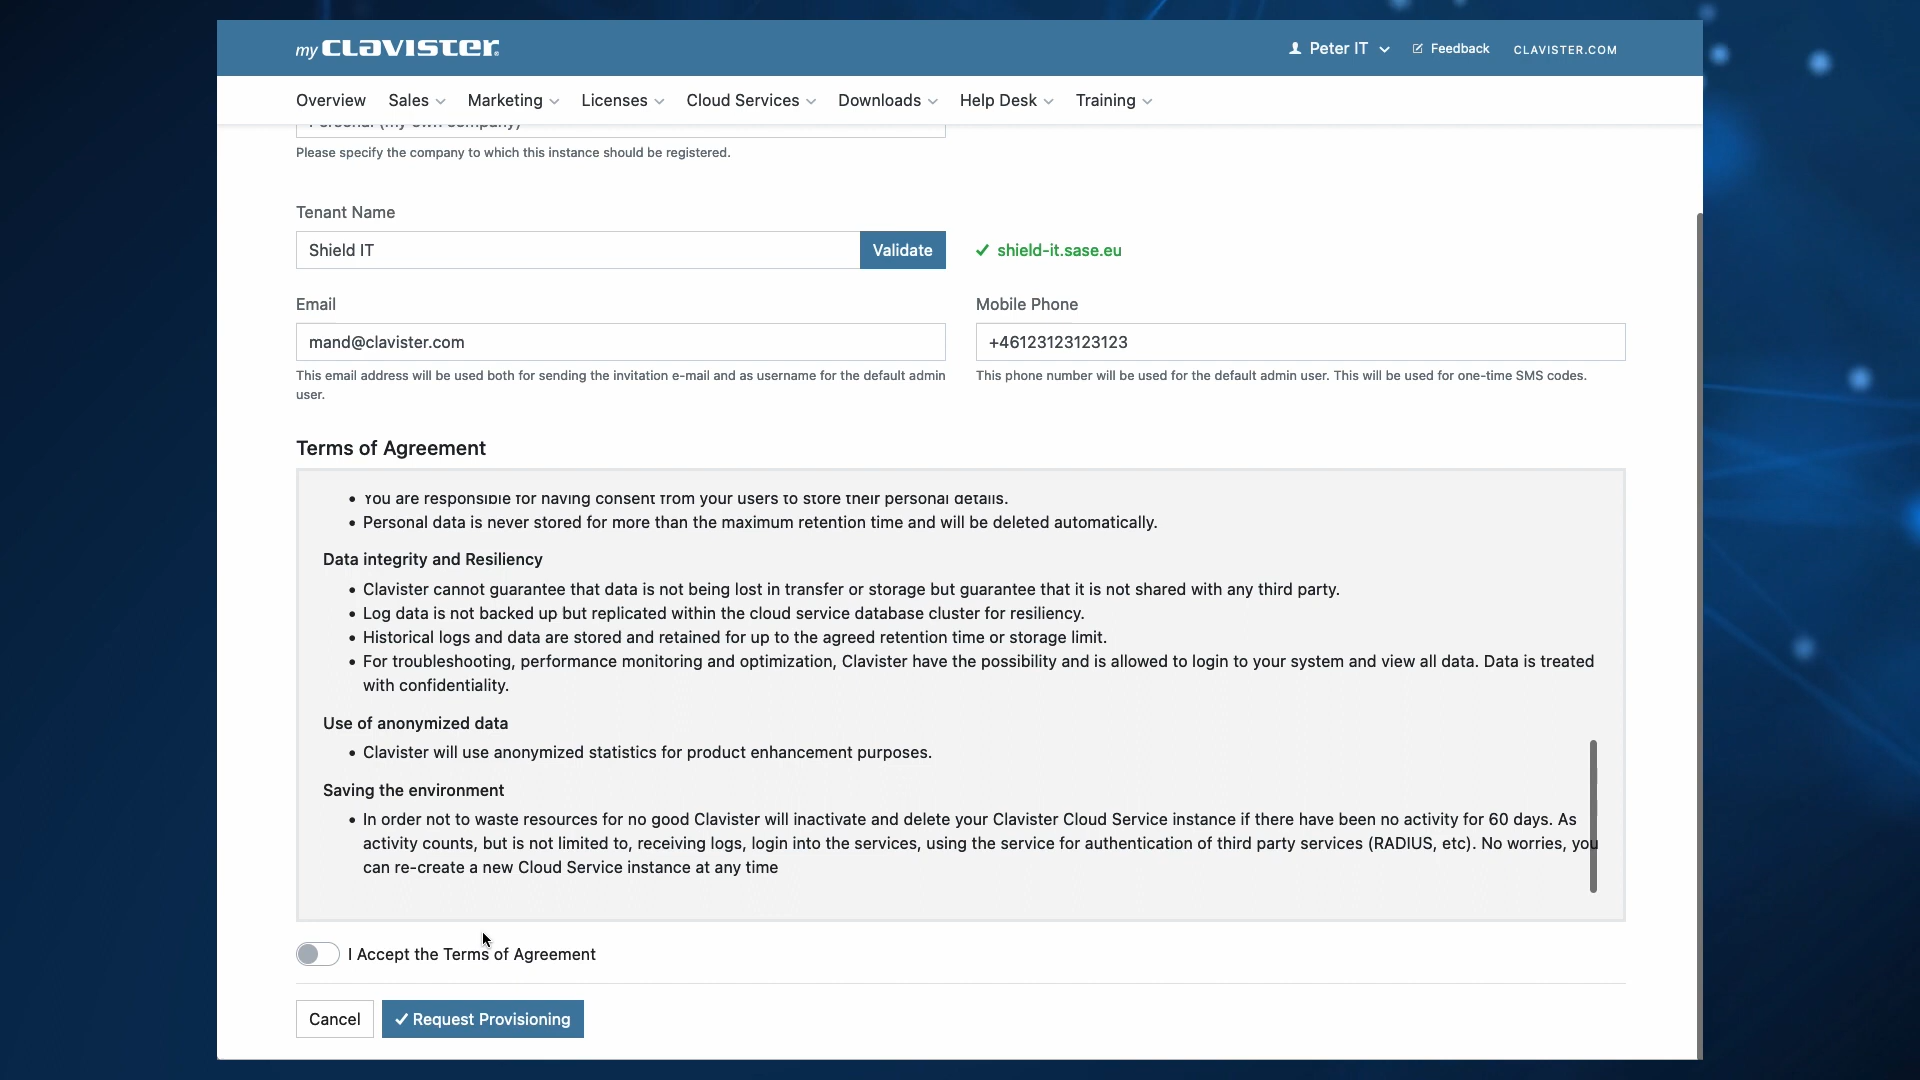 my CLAVISTER
Peter IT
Feedback
CLAVISTER.COM
Overview
Sales
Marketing
Licenses
Cloud Services
Downloads
Help Desk
Training
Personal (my own company)
Please specify the company to which this instance should be registered.
Tenant Name
Shield IT
Validate
shield-it.sase.eu
Email
Mobile Phone
mand@clavister.com
+46123123123123
This email address will be used both for sending the invitation e-mail and as username for the default admin
user.
This phone number will be used for the default admin user. This will be used for one-time SMS codes.
Terms of Agreement
• You are responsible for having consent from your users to store their personal details.
• Personal data is never stored for more than the maximum retention time and will be deleted automatically.
Data integrity and Resiliency
• Clavister cannot guarantee that data is not being lost in transfer or storage but guarantee that it is not shared with any third party.
• Log data is not backed up but replicated within the cloud service database cluster for resiliency.
• Historical logs and data are stored and retained for up to the agreed retention time or storage limit.
• For troubleshooting, performance monitoring and optimization, Clavister have the possibility and is allowed to login to your system and view all data. Data is treated
with confidentiality.
Use of anonymized data
• Clavister will use anonymized statistics for product enhancement purposes.
Saving the environment
• In order not to waste resources for no good Clavister will inactivate and delete your Clavister Cloud Service instance if there have been no activity for 60 days. As
activity counts, but is not limited to, receiving logs, login into the services, using the service for authentication of third party services (RADIUS, etc). No worries, you
can re-create a new Cloud Service instance at any time
I Accept the Terms of Agreement
Cancel
Request Provisioning